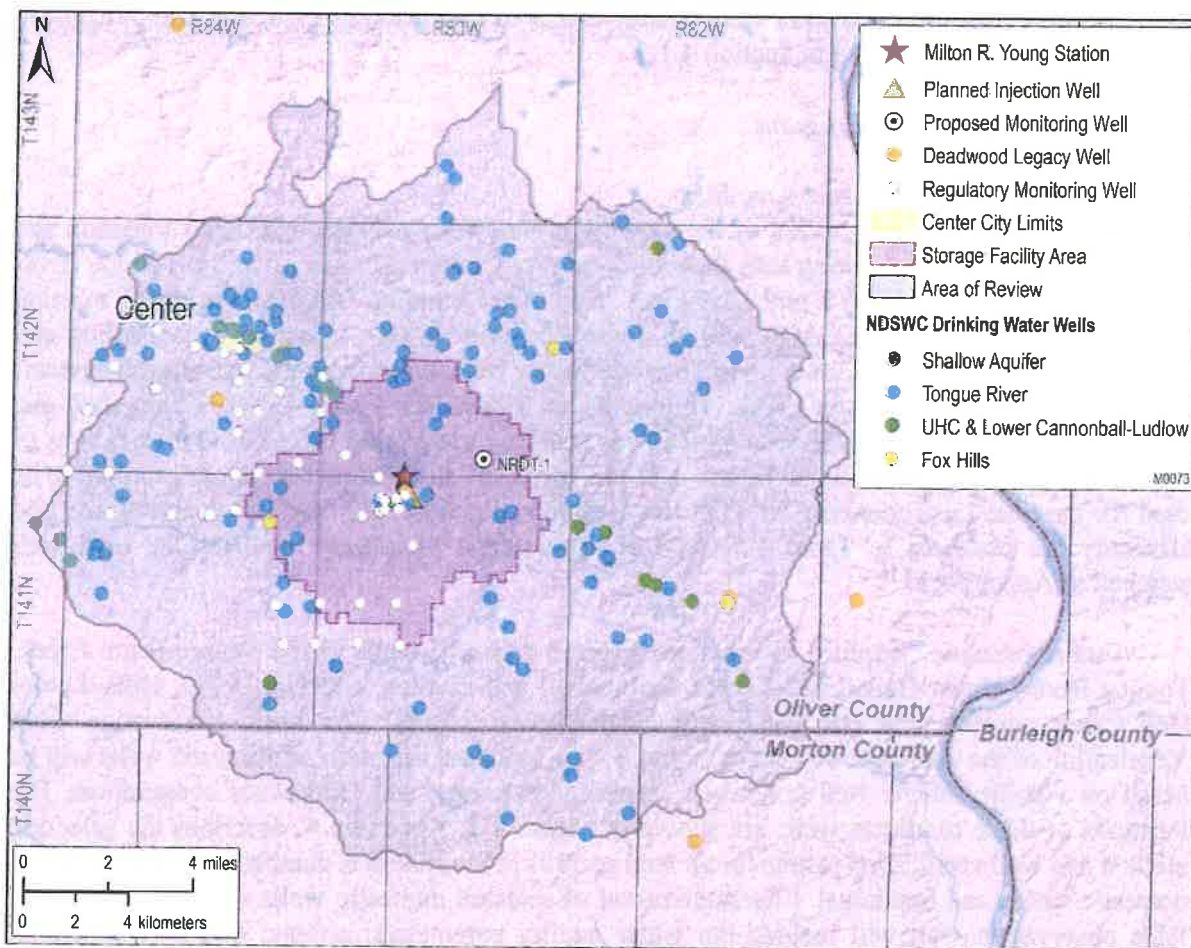 N
R84W
R83W
R82W
T143N
T142N
T141N
T140N
Milton R. Young Station
Planned Injection Well
Proposed Monitoring Well
Deadwood Legacy Well
Regulatory Monitoring Well
Center City Limits
Storage Facility Area
Area of Review
NDSWC Drinking Water Wells
Shallow Aquifer
Tongue River
UHC & Lower Cannonball-Ludlow
Fox Hills
M0073
Center
NRDT-1
Oliver County
Morton County
Burleigh County
0 2 4 miles
0 2 4 kilometers